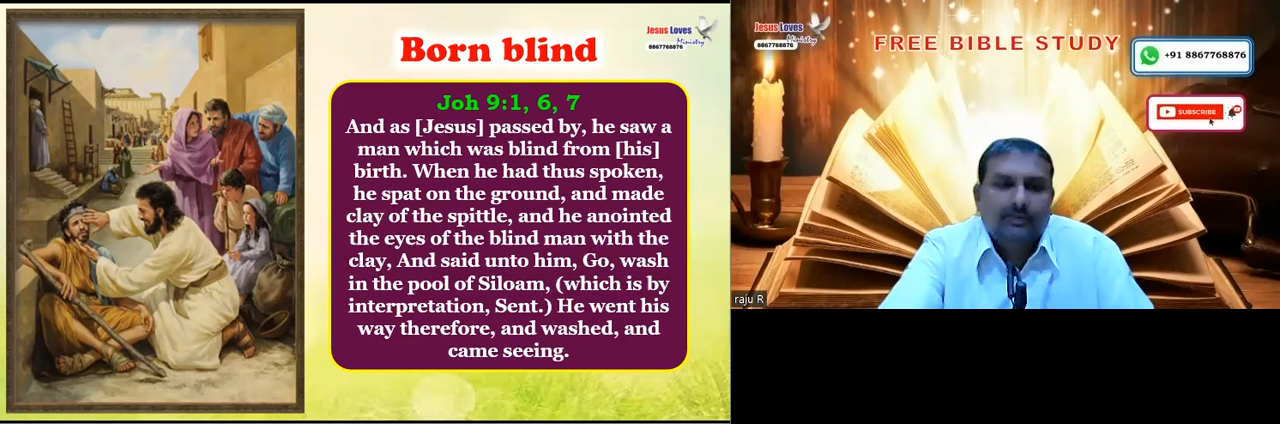 Born blind
Jesus Loves
Ministry
8867768876
Joh 9:1, 6, 7
And as [Jesus] passed by, he saw a
man which was blind from [his]
birth. When he had thus spoken,
he spat on the ground, and made
clay of the spittle, and he anointed
the eyes of the blind man with the
clay, And said unto him, Go, wash
in the pool of Siloam, (which is by
interpretation, Sent.) He went his
way therefore, and washed, and
came seeing.
Jesus Loves
Ministry
8867768876
FREE BIBLE STUDY
+91 8867768876
SUBSCRIBE
raju R